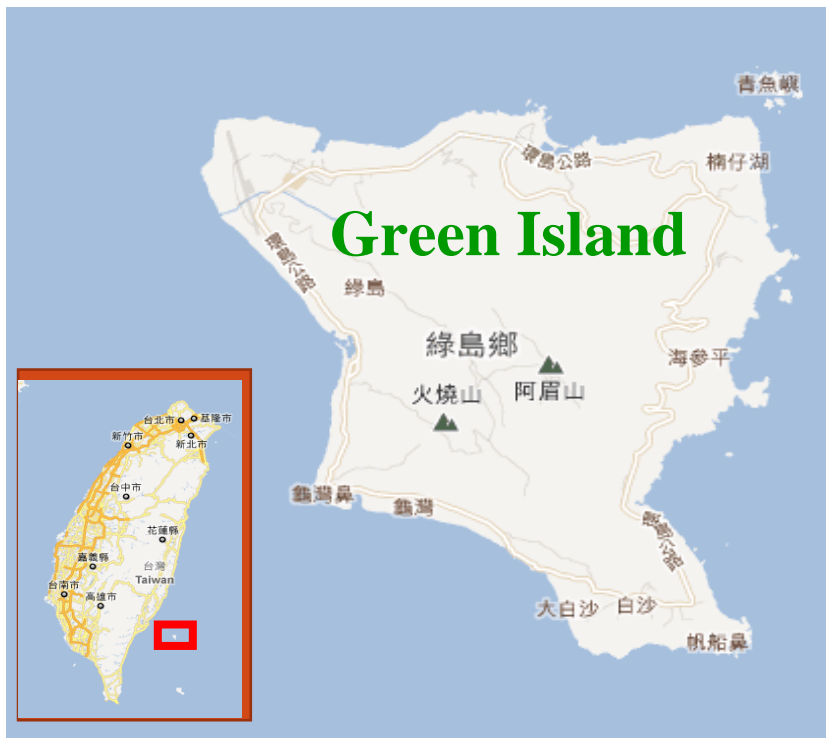 青魚嶼
環島公路
楠仔湖
Green Island
環島公路
綠島
綠島鄉
海參平
火燒山
阿眉山
龜灣鼻
龜灣
環島公路
大白沙
白沙
帆船鼻
台北市
基隆市
新竹市
新北市
台中市
花蓮縣
嘉義縣
台灣
Taiwan
台南市
高雄市